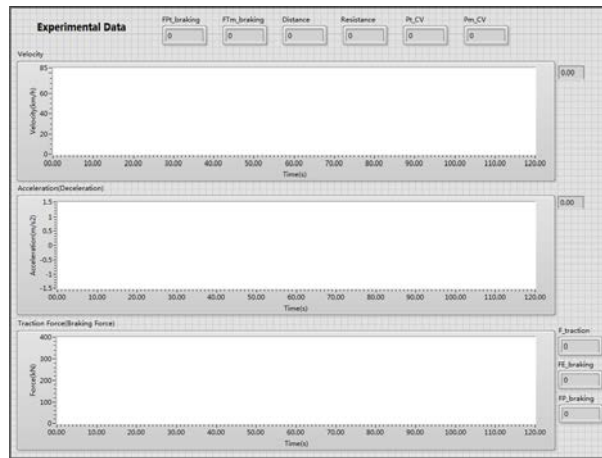 Experimental Data
FPt_braking FTm_braking Distance Resistance Pt_CV Pm_CV
0 0 0 0 0 0
Velocity
Velocity(km/h)
85
60
40
20
0
00.00 10.00 20.00 30.00 40.00 50.00 60.00 70.00 80.00 90.00 100.00 110.00 120.00
Time(s)
0.00
Acceleration(Deceleration)
Acceleration(m/s2)
1.5
1
0.5
0
-0.5
-1
-1.5
00.00 10.00 20.00 30.00 40.00 50.00 60.00 70.00 80.00 90.00 100.00 110.00 120.00
Time(s)
0.00
Traction Force(Braking Force)
Force(kN)
400
300
200
100
0
00.00 10.00 20.00 30.00 40.00 50.00 60.00 70.00 80.00 90.00 100.00 110.00 120.00
Time(s)
F_traction
0
FE_braking
0
FP_braking
0